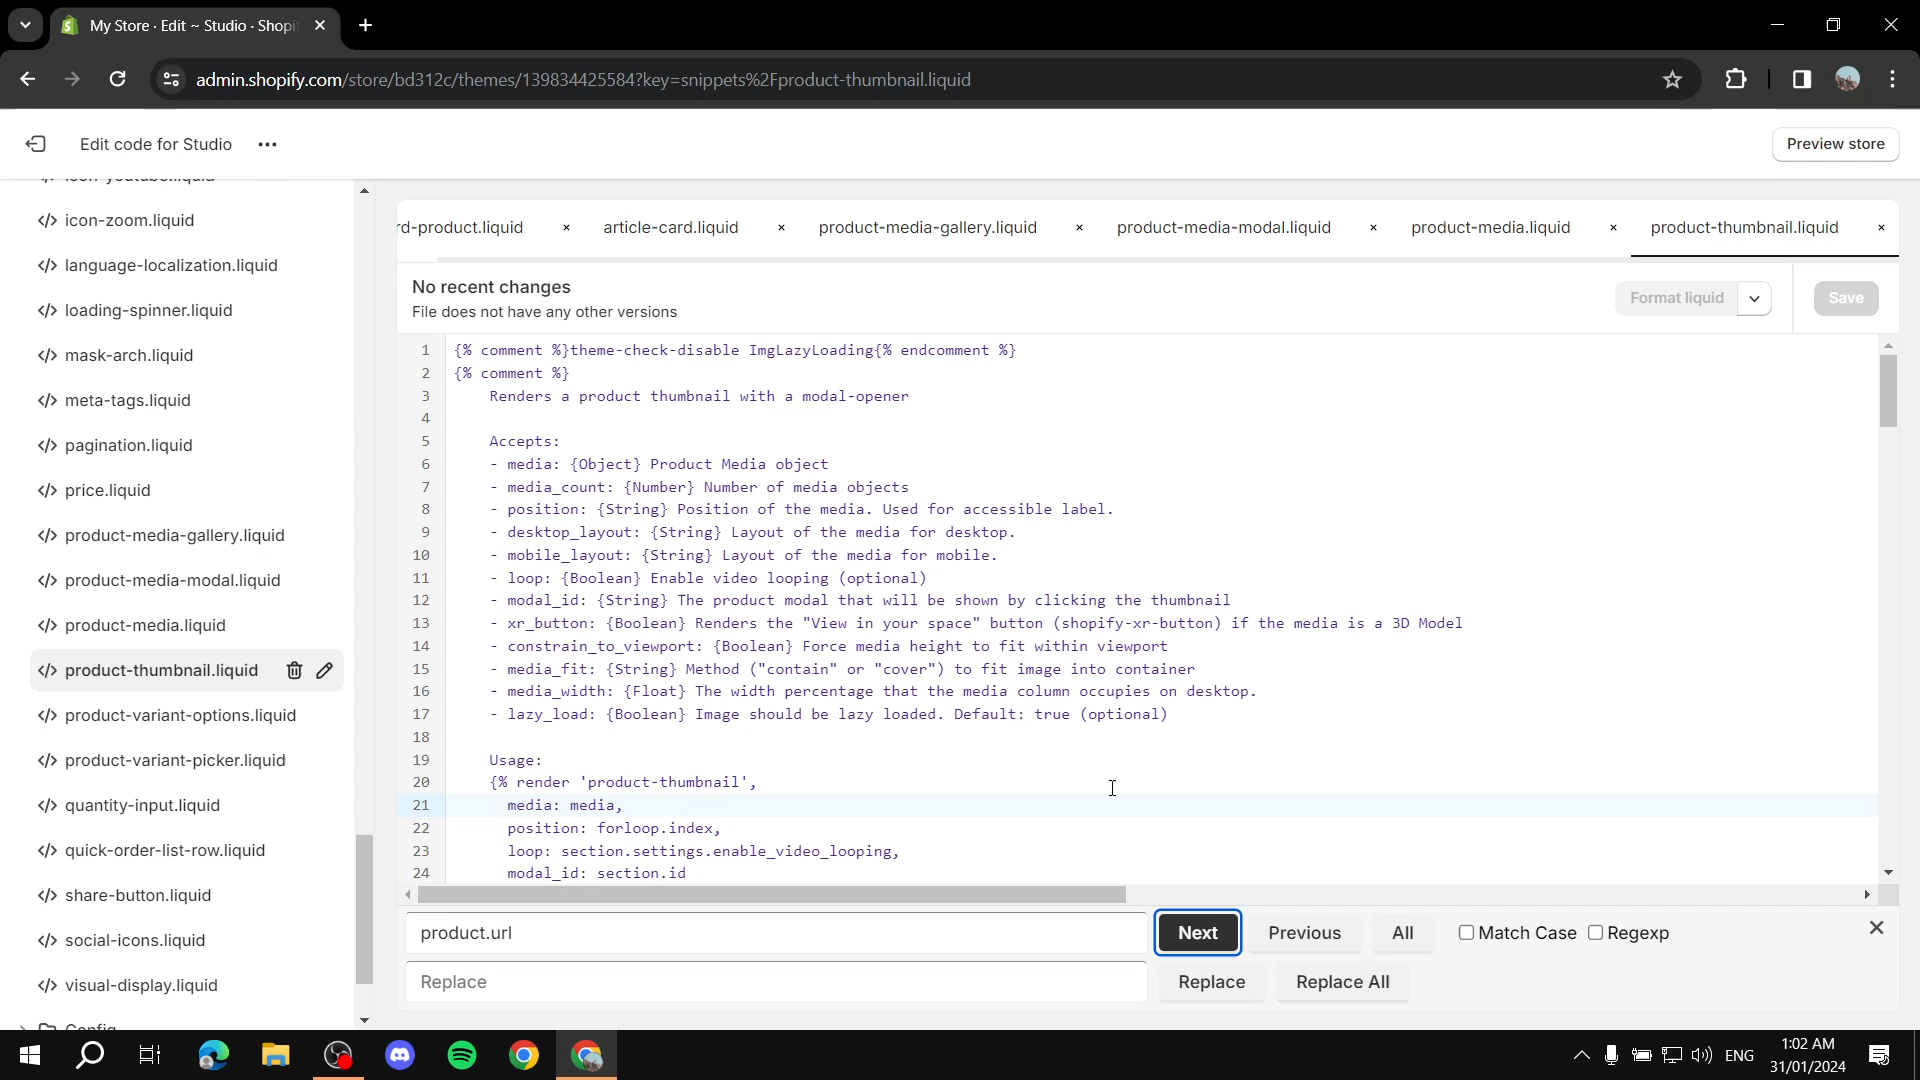 My Store · Edit ~ Studio · Shopi
admin.shopify.com/store/bd312c/themes/139834425584?key=snippets%2Fproduct-thumbnail.liquid
Edit code for Studio
Preview store
icon-zoom.liquid
language-localization.liquid
loading-spinner.liquid
mask-arch.liquid
meta-tags.liquid
pagination.liquid
price.liquid
product-media-gallery.liquid
product-media-modal.liquid
product-media.liquid
product-thumbnail.liquid
product-variant-options.liquid
product-variant-picker.liquid
quantity-input.liquid
quick-order-list-row.liquid
share-button.liquid
social-icons.liquid
visual-display.liquid
Config
rd-product.liquid × article-card.liquid × product-media-gallery.liquid × product-media-modal.liquid × product-media.liquid × product-thumbnail.liquid ×
No recent changes
File does not have any other versions
Format liquid
Save
1 {% comment %}theme-check-disable ImgLazyLoading{% endcomment %}
2 {% comment %}
3 Renders a product thumbnail with a modal-opener
4
5 Accepts:
6 - media: {Object} Product Media object
7 - media_count: {Number} Number of media objects
8 - position: {String} Position of the media. Used for accessible label.
9 - desktop_layout: {String} Layout of the media for desktop.
10 - mobile_layout: {String} Layout of the media for mobile.
11 - loop: {Boolean} Enable video looping (optional)
12 - modal_id: {String} The product modal that will be shown by clicking the thumbnail
13 - xr_button: {Boolean} Renders the "View in your space" button (shopify-xr-button) if the media is a 3D Model
14 - constrain_to_viewport: {Boolean} Force media height to fit within viewport
15 - media_fit: {String} Method ("contain" or "cover") to fit image into container
16 - media_width: {Float} The width percentage that the media column occupies on desktop.
17 - lazy_load: {Boolean} Image should be lazy loaded. Default: true (optional)
18
19 Usage:
20 {% render 'product-thumbnail',
21 media: media,
22 position: forloop.index,
23 loop: section.settings.enable_video_looping,
24 modal_id: section.id
product.url
Next Previous All Match Case Regexp
Replace
Replace Replace All
ENG
1:02 AM
31/01/2024